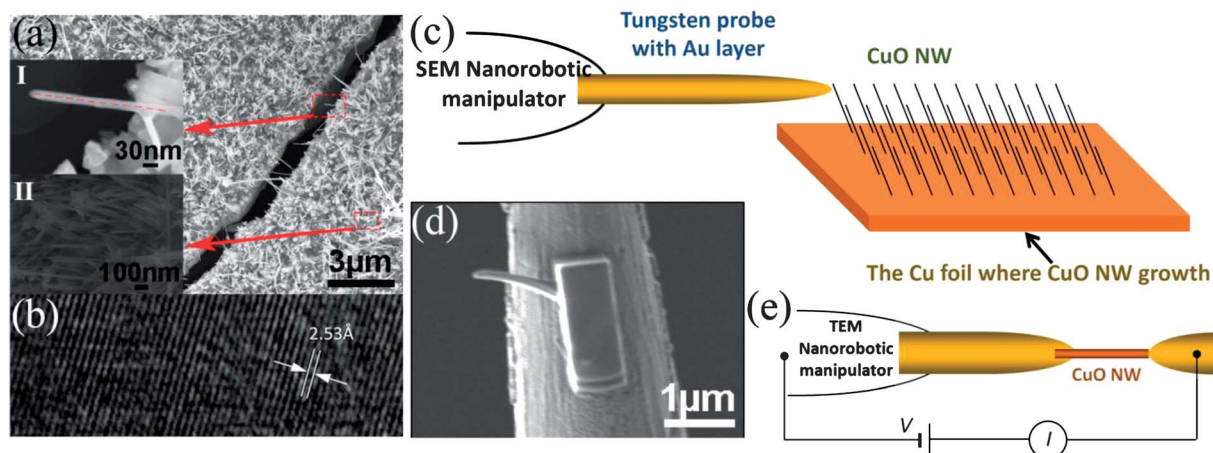 (a)
I
30nm
II
100nm
3μm
(b)
2.53Å
(c)
Tungsten probe
with Au layer
SEM Nanorobotic
manipulator
CuO NW
The Cu foil where CuO NW growth
(d)
1μm
(e)
TEM
Nanorobotic
manipulator
CuO NW
V
I